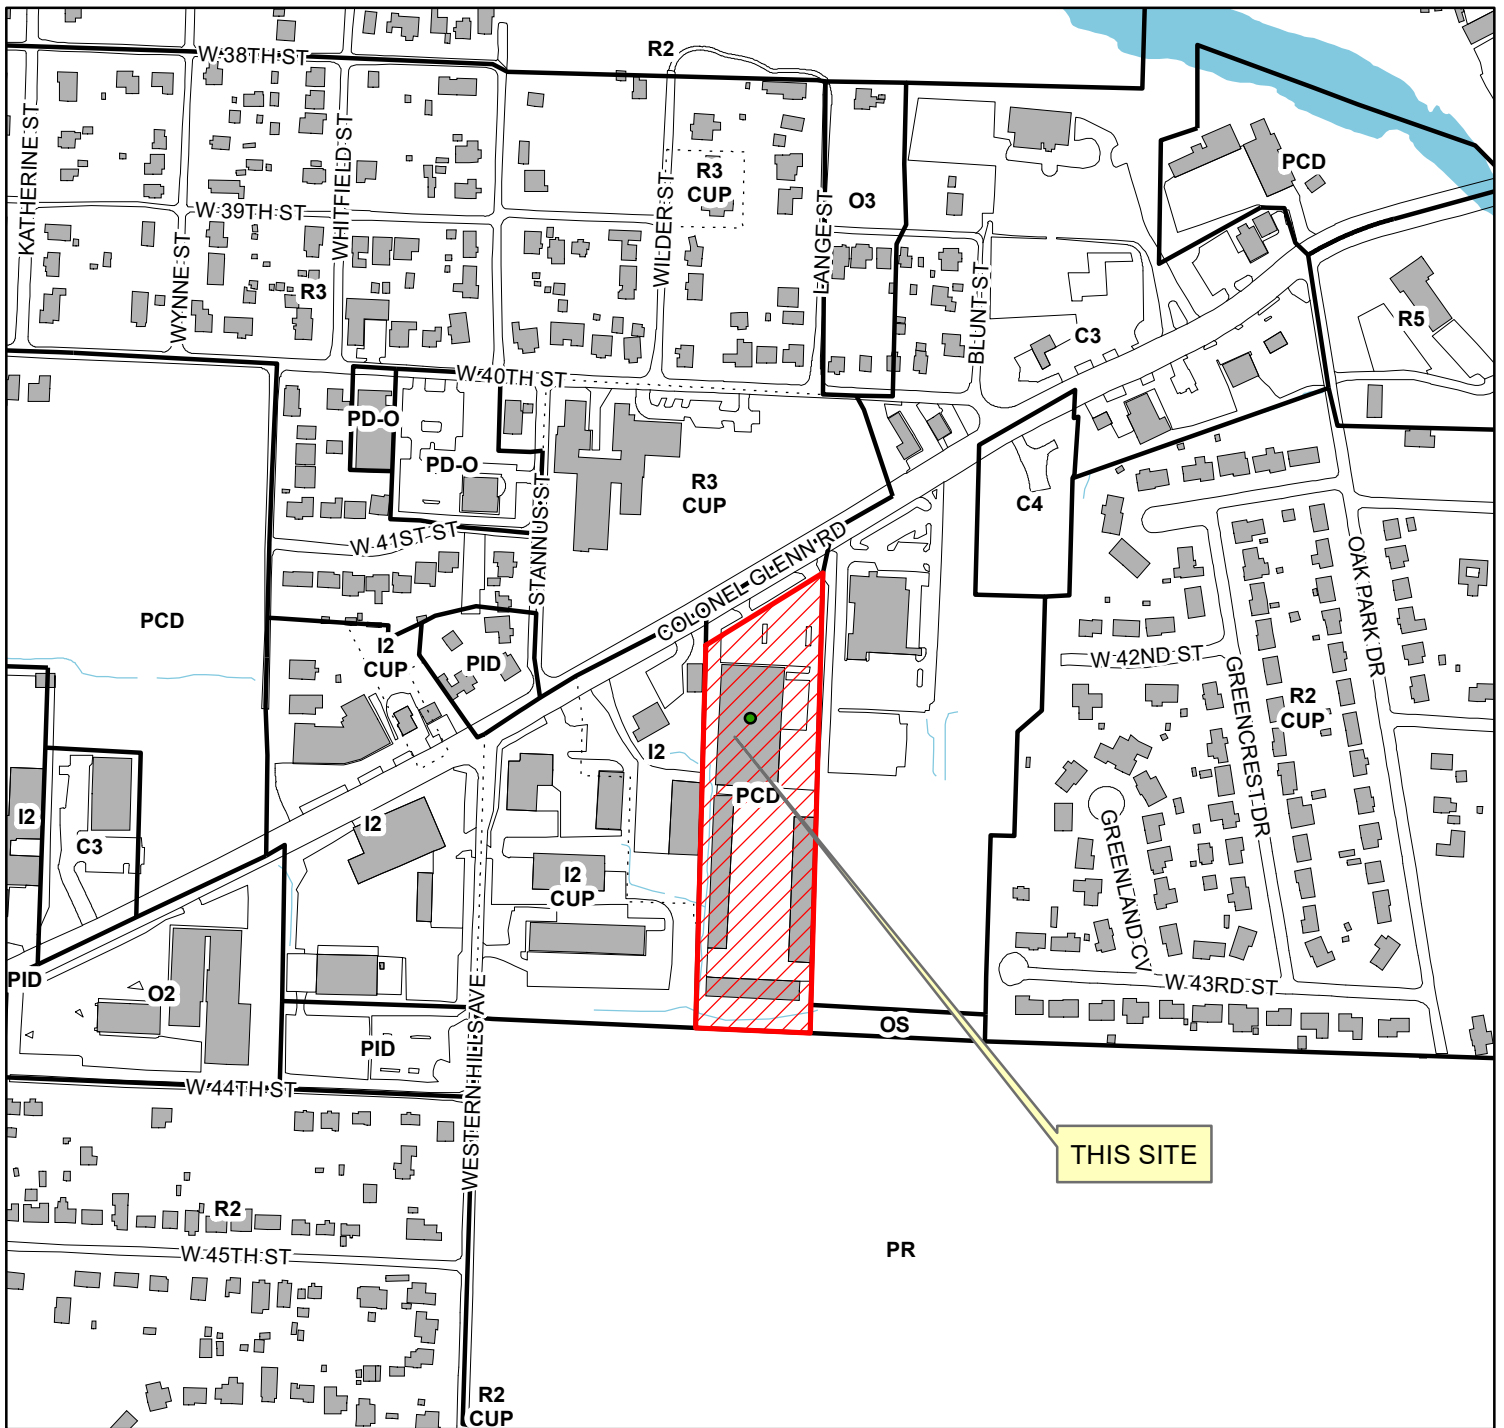 R2
W 38TH ST
KATHERINE ST
WHITFIELD ST
R3
CUP
PCD
O3
W 39TH ST
WILDER ST
LANGE ST
WYNNE ST
R3
BLUNT ST
C3
R5
W 40TH ST
PD-O
PD-O
R3
CUP
C4
STANNUS ST
W 41ST ST
COLONEL GLENN RD
OAK PARK DR
PCD
I2
CUP
PID
W 42ND ST
GREENCREST DR
R2
CUP
I2
PCD
I2
C3
I2
I2
CUP
GREENLAND CV
PID
O2
W 43RD ST
OS
PID
WESTERN HILLS AVE
W 44TH ST
THIS SITE
R2
W 45TH ST
PR
R2
CUP